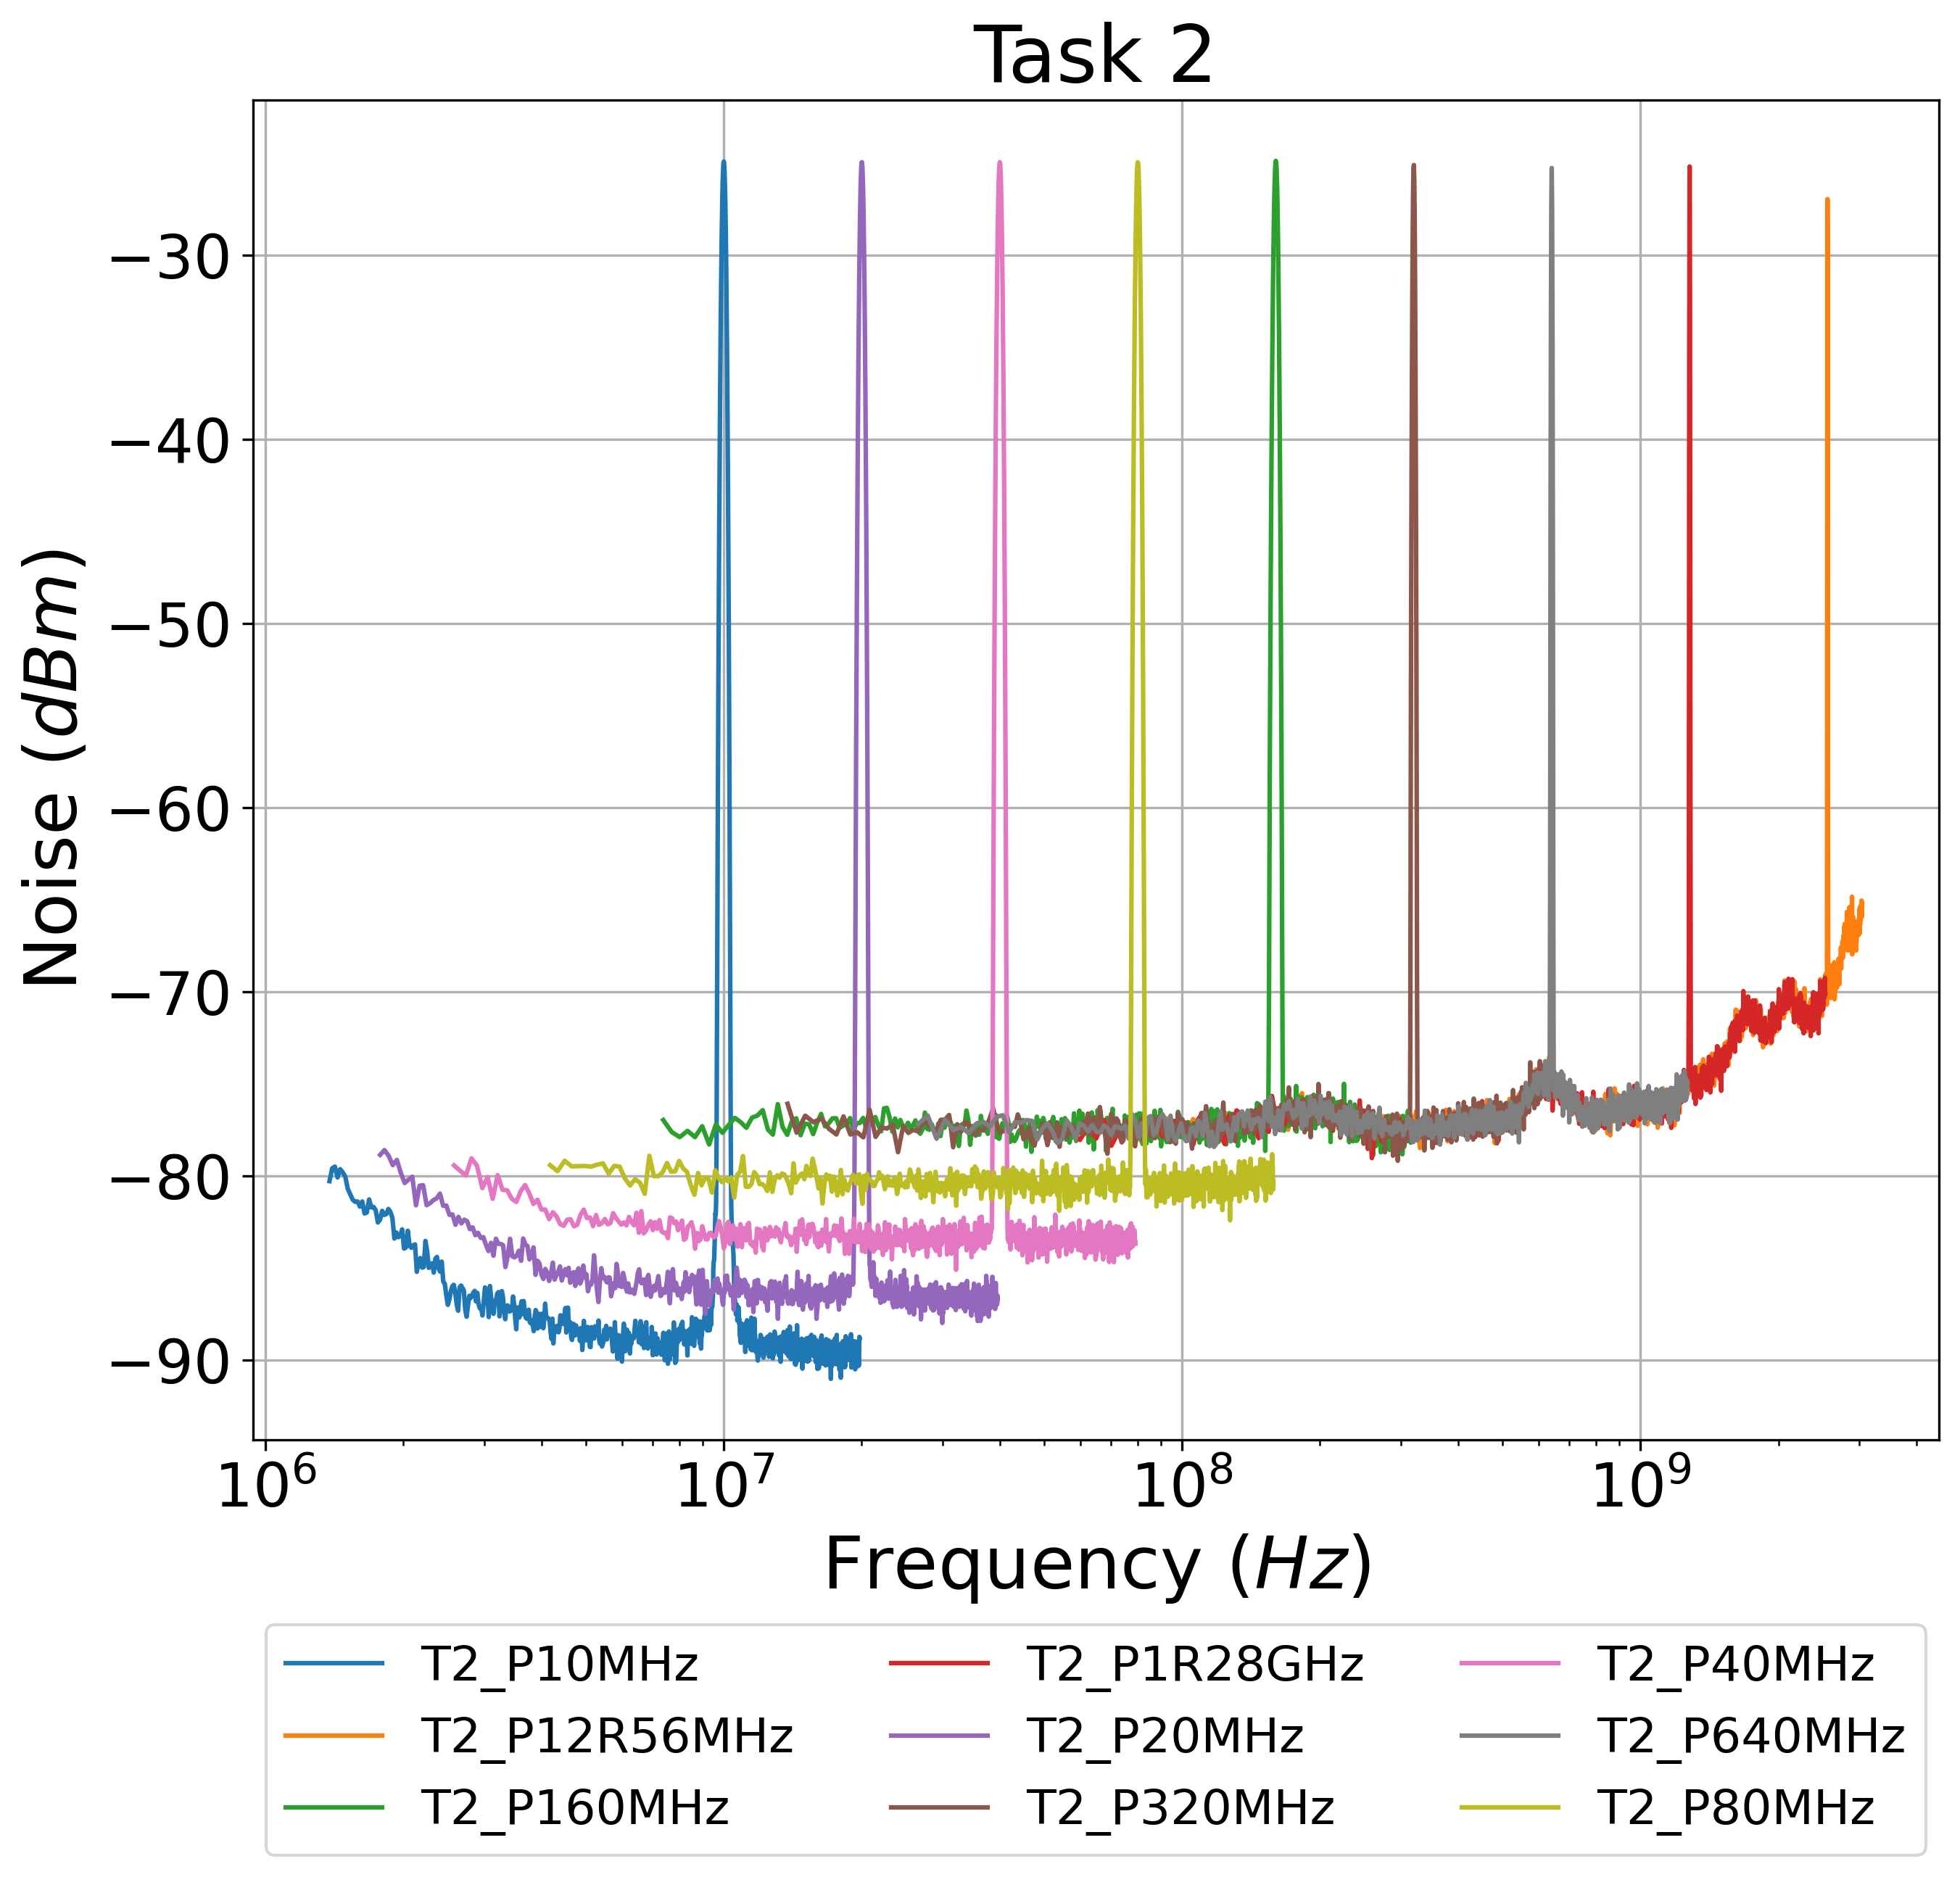 Task 2
Noise (dBm)
−30
−40
−50
−60
−70
−80
−90
10⁶ 10⁷ 10⁸ 10⁹
Frequency (Hz)
T2_P10MHz
T2_P12R56MHz
T2_P160MHz
T2_P1R28GHz
T2_P20MHz
T2_P320MHz
T2_P40MHz
T2_P640MHz
T2_P80MHz